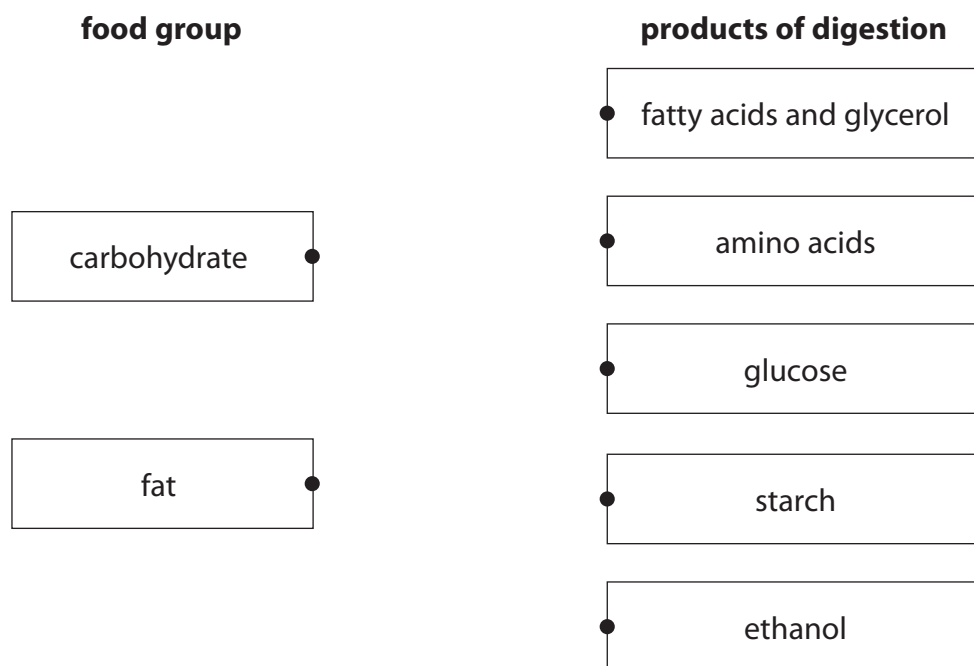 food group
products of digestion
fatty acids and glycerol
carbohydrate
amino acids
glucose
fat
starch
ethanol